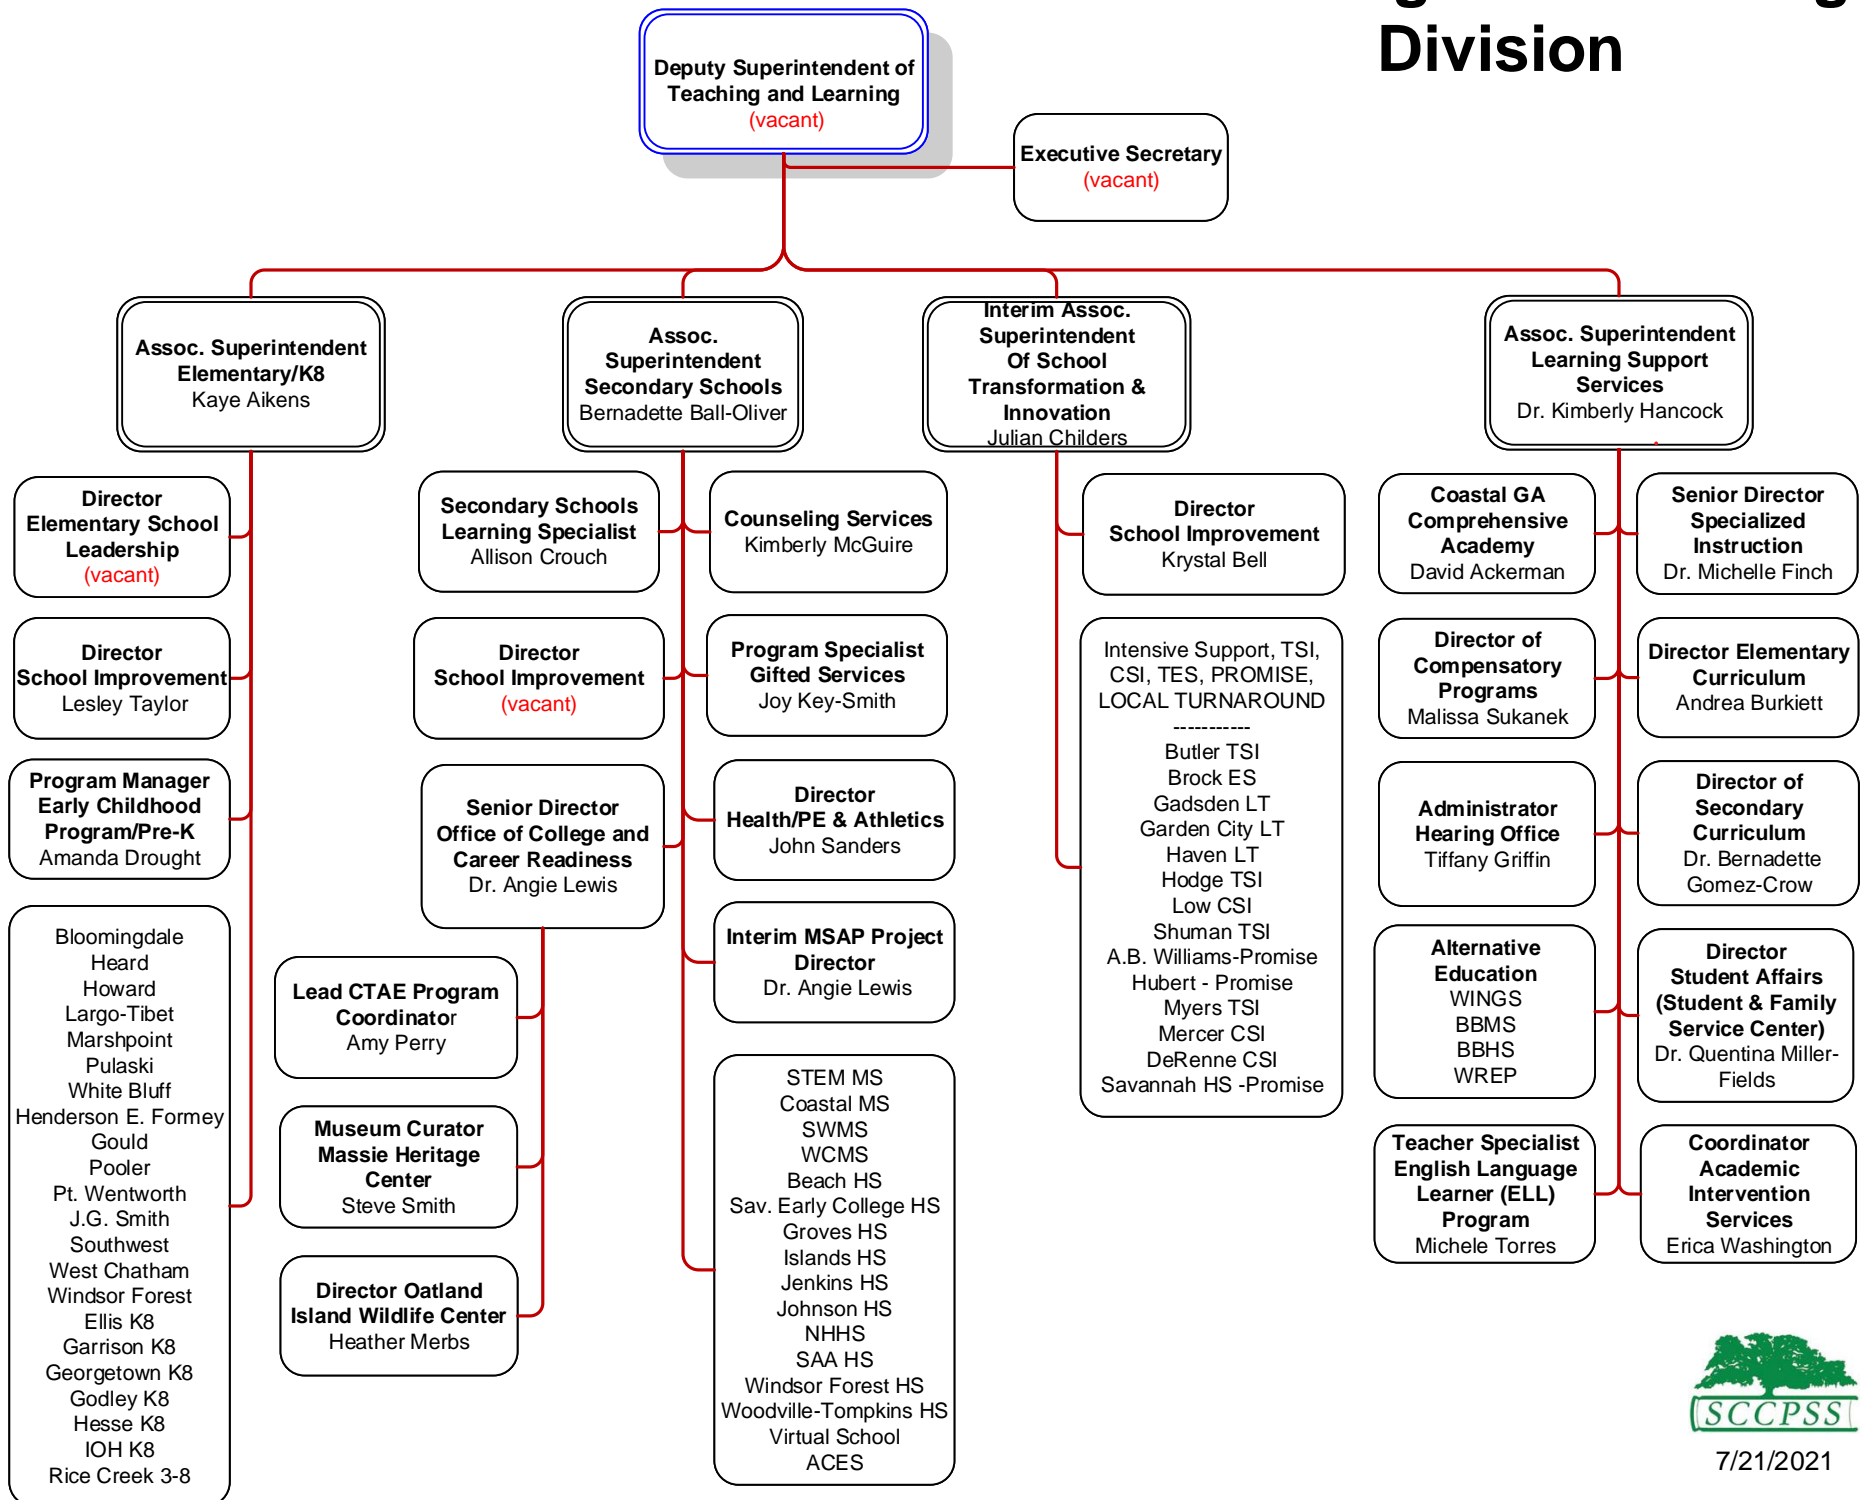 Division
Deputy Superintendent of
Teaching and Learning
(vacant)
Executive Secretary
(vacant)
Assoc. Superintendent
Elementary/K8
Kaye Aikens
Assoc.
Superintendent
Secondary Schools
Bernadette Ball-Oliver
Interim Assoc.
Superintendent
Of School
Transformation &
Innovation
Julian Childers
Assoc. Superintendent
Learning Support
Services
Dr. Kimberly Hancock
Director
Elementary School
Leadership
(vacant)
Director
School Improvement
Lesley Taylor
Program Manager
Early Childhood
Program/Pre-K
Amanda Drought
Bloomingdale
Heard
Howard
Largo-Tibet
Marshpoint
Pulaski
White Bluff
Henderson E. Formey
Gould
Pooler
Pt. Wentworth
J.G. Smith
Southwest
West Chatham
Windsor Forest
Ellis K8
Garrison K8
Georgetown K8
Godley K8
Hesse K8
IOH K8
Rice Creek 3-8
Secondary Schools
Learning Specialist
Allison Crouch
Director
School Improvement
(vacant)
Senior Director
Office of College and
Career Readiness
Dr. Angie Lewis
Lead CTAE Program
Coordinator
Amy Perry
Museum Curator
Massie Heritage
Center
Steve Smith
Director Oatland
Island Wildlife Center
Heather Merbs
Counseling Services
Kimberly McGuire
Program Specialist
Gifted Services
Joy Key-Smith
Director
Health/PE & Athletics
John Sanders
Interim MSAP Project
Director
Dr. Angie Lewis
STEM MS
Coastal MS
SWMS
WCMS
Beach HS
Sav. Early College HS
Groves HS
Islands HS
Jenkins HS
Johnson HS
NHHS
SAA HS
Windsor Forest HS
Woodville-Tompkins HS
Virtual School
ACES
Director
School Improvement
Krystal Bell
Intensive Support, TSI,
CSI, TES, PROMISE,
LOCAL TURNAROUND
-----------
Butler TSI
Brock ES
Gadsden LT
Garden City LT
Haven LT
Hodge TSI
Low CSI
Shuman TSI
A.B. Williams-Promise
Hubert - Promise
Myers TSI
Mercer CSI
DeRenne CSI
Savannah HS -Promise
Coastal GA
Comprehensive
Academy
David Ackerman
Director of
Compensatory
Programs
Malissa Sukanek
Administrator
Hearing Office
Tiffany Griffin
Alternative
Education
WINGS
BBMS
BBHS
WREP
Teacher Specialist
English Language
Learner (ELL)
Program
Michele Torres
Senior Director
Specialized
Instruction
Dr. Michelle Finch
Director Elementary
Curriculum
Andrea Burkiett
Director of
Secondary
Curriculum
Dr. Bernadette
Gomez-Crow
Director
Student Affairs
(Student & Family
Service Center)
Dr. Quentina Miller-
Fields
Coordinator
Academic
Intervention
Services
Erica Washington
SCCPSS
7/21/2021